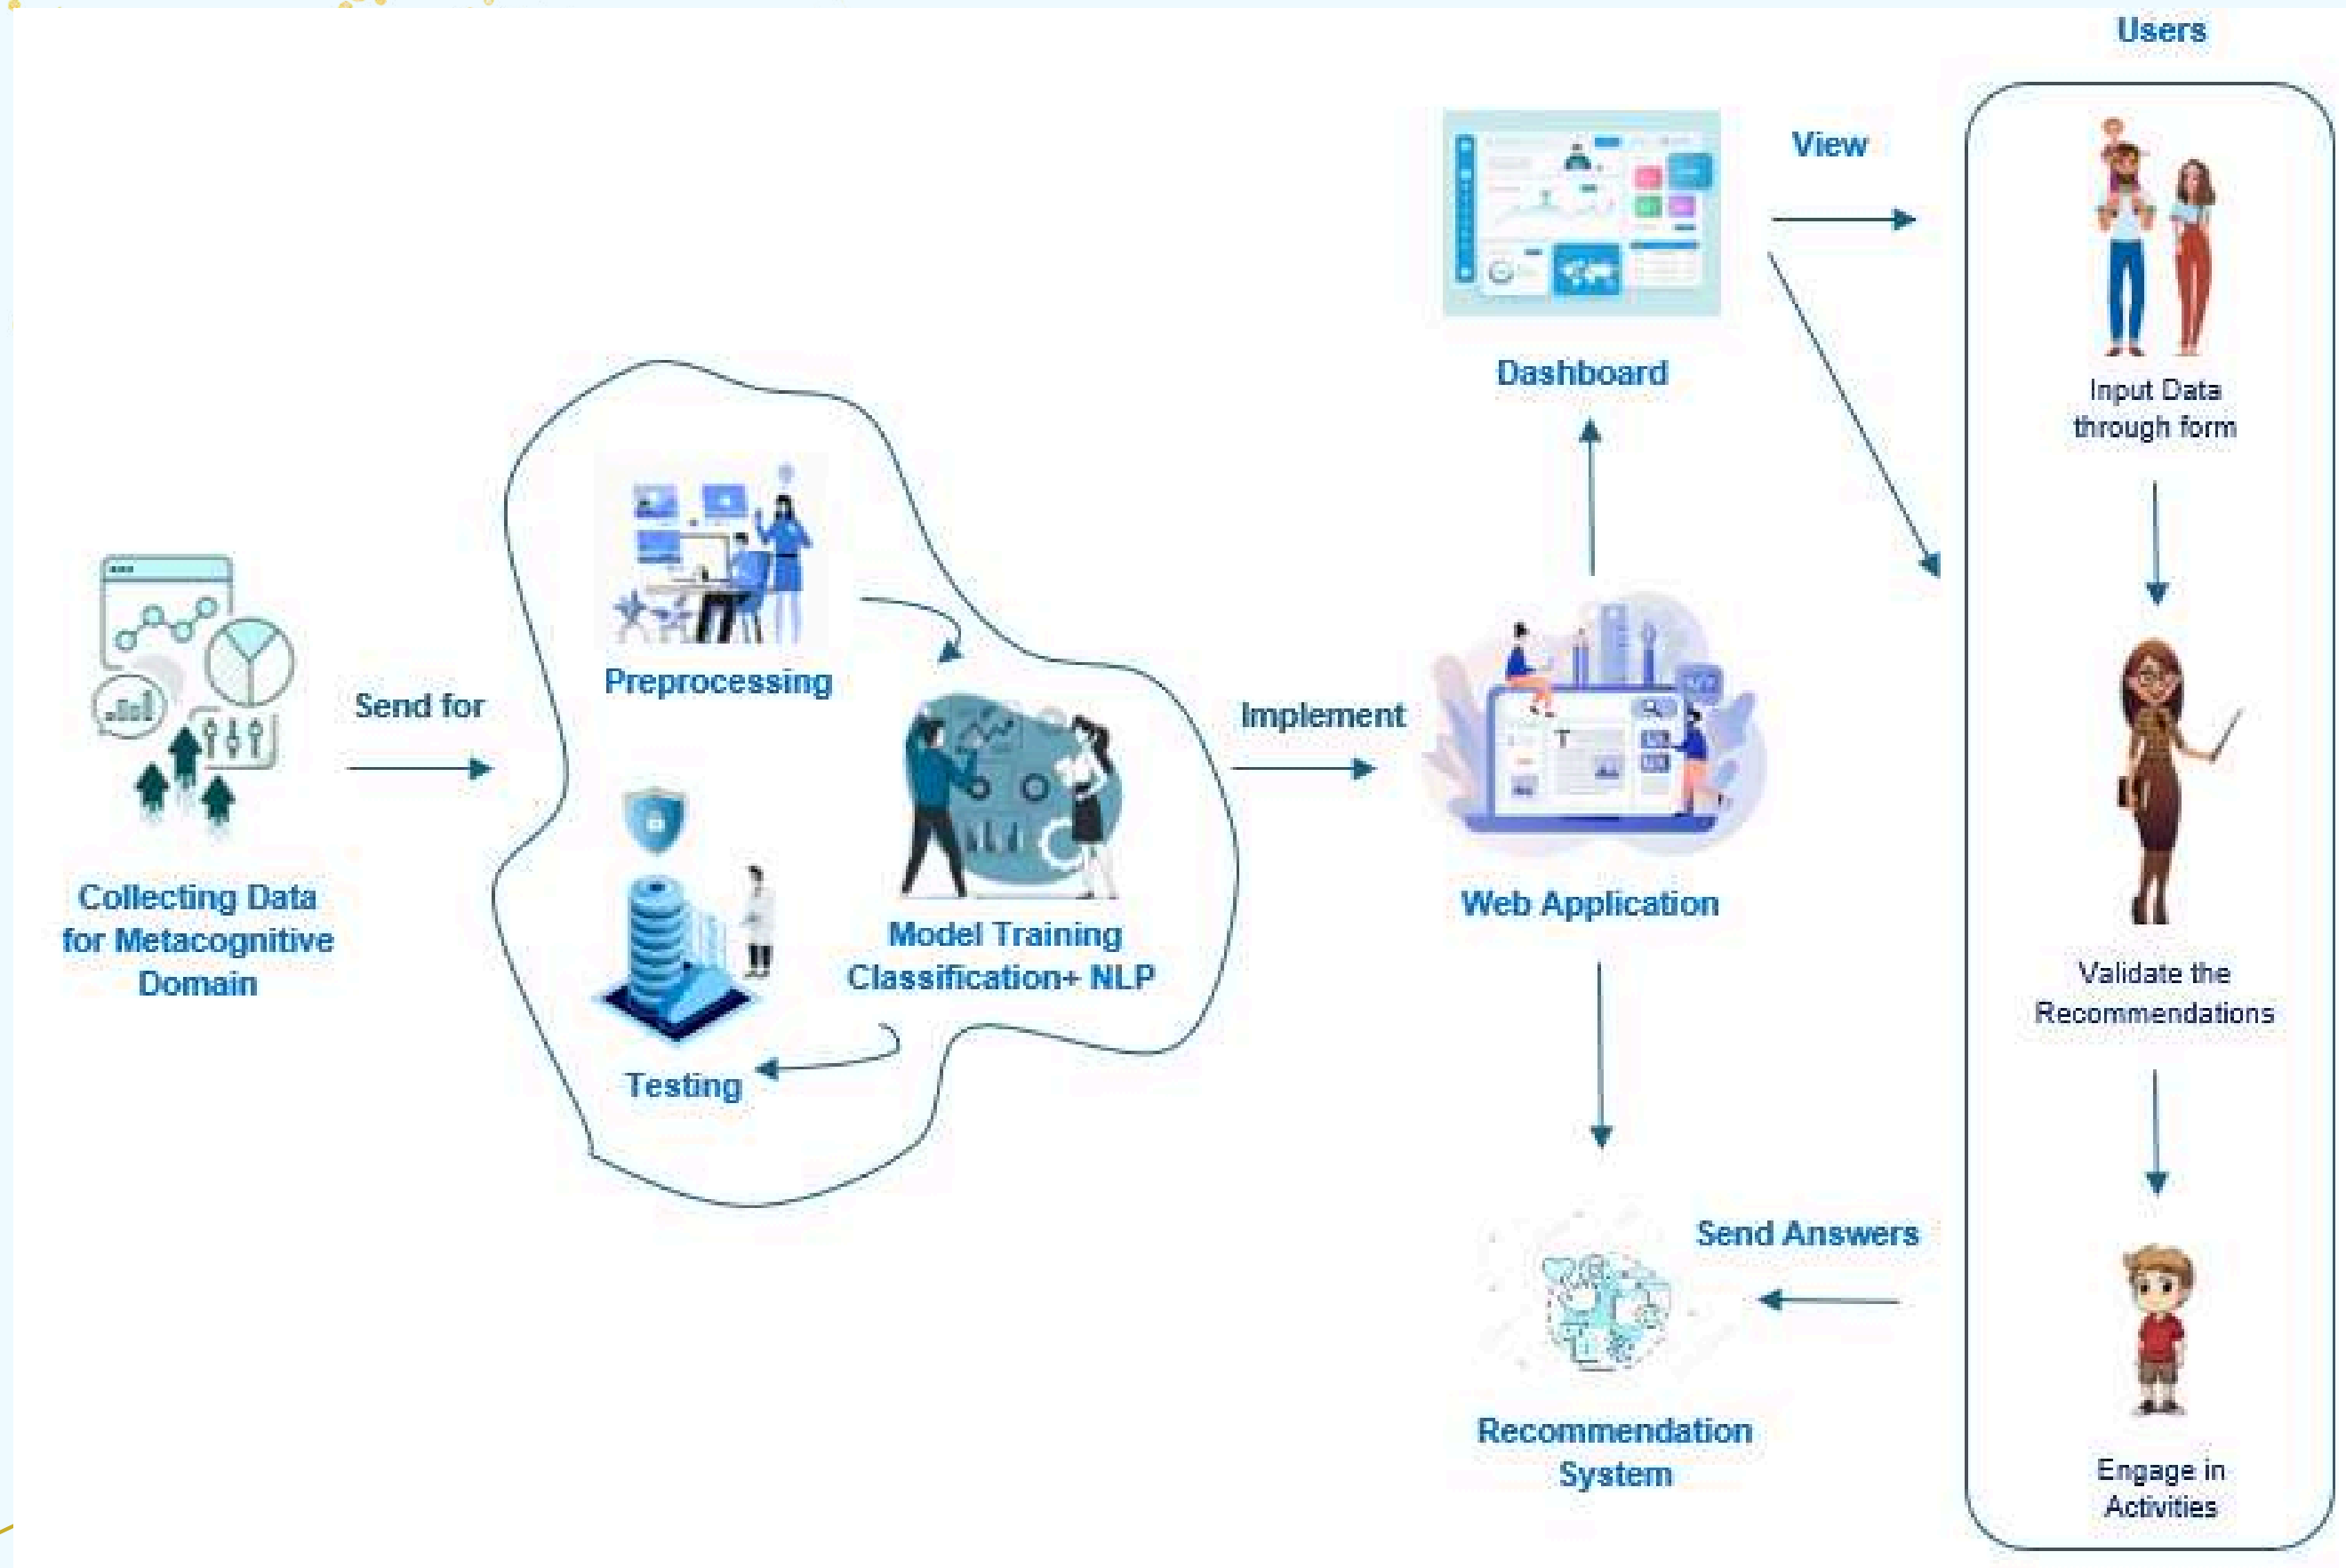 Users
View
Dashboard
Input Data
through form
Preprocessing
Send for
Implement
Collecting Data
for Metacognitive
Domain
Model Training
Classification+ NLP
Testing
Web Application
Validate the
Recommendations
Send Answers
Recommendation
System
Engage in
Activities